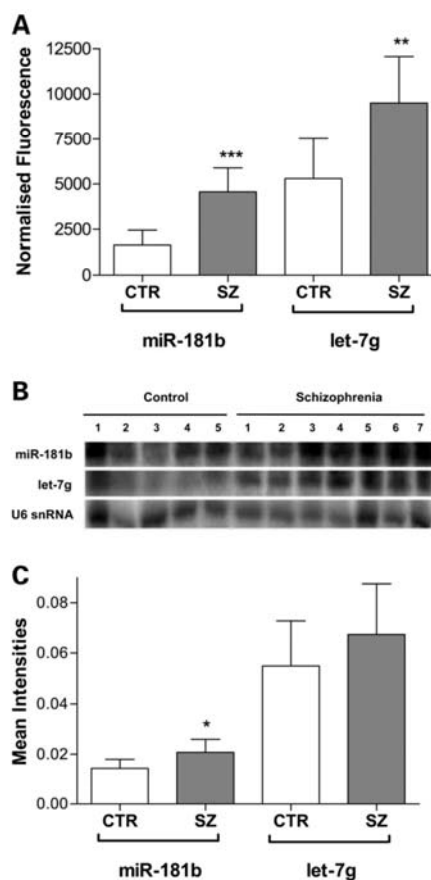 A
Normalised Fluorescence
12500
10000
7500
5000
2500
0
***
**
CTR SZ CTR SZ
miR-181b let-7g
B
Control Schizophrenia
1 2 3 4 5 1 2 3 4 5 6 7
miR-181b
let-7g
U6 snRNA
C
Mean Intensities
0.08
0.06
0.04
0.02
0.00
*
CTR SZ CTR SZ
miR-181b let-7g